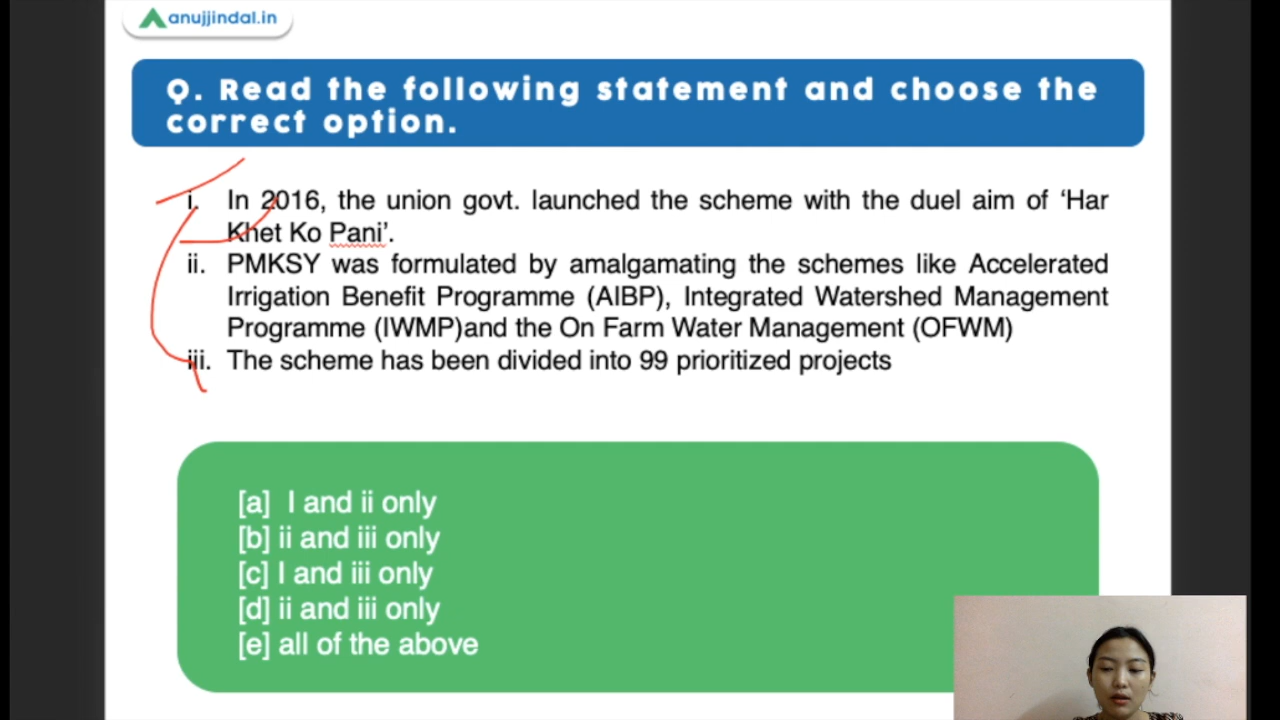 anujjindal.in
Q. Read the following statement and choose the
correct option.
i. In 2016, the union govt. launched the scheme with the duel aim of ‘Har
Khet Ko Pani’.
ii. PMKSY was formulated by amalgamating the schemes like Accelerated
Irrigation Benefit Programme (AIBP), Integrated Watershed Management
Programme (IWMP)and the On Farm Water Management (OFWM)
iii. The scheme has been divided into 99 prioritized projects
[a] I and ii only
[b] ii and iii only
[c] I and iii only
[d] ii and iii only
[e] all of the above